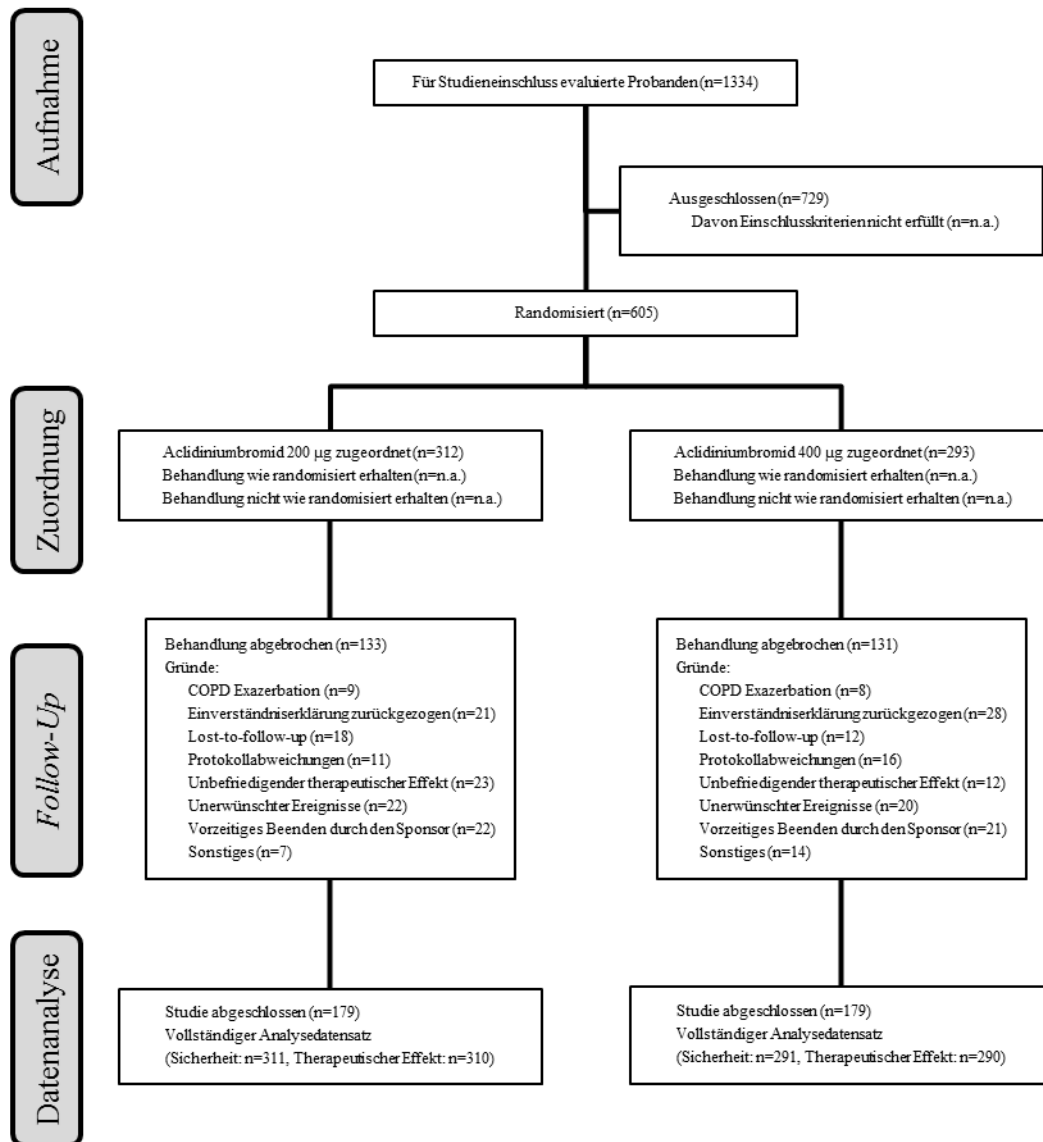 Aufnahme
Für Studieneinschluss evaluierte Probanden (n=1334)
Ausgeschlossen (n=729)
Davon Einschlusskriterien nicht erfüllt (n=n.a.)
Randomisiert (n=605)
Zuordnung
Aclidiniumbromid 200 µg zugeordnet (n=312)
Behandlung wie randomisiert erhalten (n=n.a.)
Behandlung nicht wie randomisiert erhalten (n=n.a.)
Aclidiniumbromid 400 µg zugeordnet (n=293)
Behandlung wie randomisiert erhalten (n=n.a.)
Behandlung nicht wie randomisiert erhalten (n=n.a.)
Follow-Up
Behandlung abgebrochen (n=133)
Gründe:
COPD Exazerbation (n=9)
Einverständniserklärung zurückgezogen (n=21)
Lost-to-follow-up (n=18)
Protokollabweichungen (n=11)
Unbefriedigender therapeutischer Effekt (n=23)
Unerwünschter Ereignisse (n=22)
Vorzeitiges Beenden durch den Sponsor (n=22)
Sonstiges (n=7)
Behandlung abgebrochen (n=131)
Gründe:
COPD Exazerbation (n=8)
Einverständniserklärung zurückgezogen (n=28)
Lost-to-follow-up (n=12)
Protokollabweichungen (n=16)
Unbefriedigender therapeutischer Effekt (n=12)
Unerwünschter Ereignisse (n=20)
Vorzeitiges Beenden durch den Sponsor (n=21)
Sonstiges (n=14)
Datenanalyse
Studie abgeschlossen (n=179)
Vollständiger Analysedatensatz
(Sicherheit: n=311, Therapeutischer Effekt: n=310)
Studie abgeschlossen (n=179)
Vollständiger Analysedatensatz
(Sicherheit: n=291, Therapeutischer Effekt: n=290)